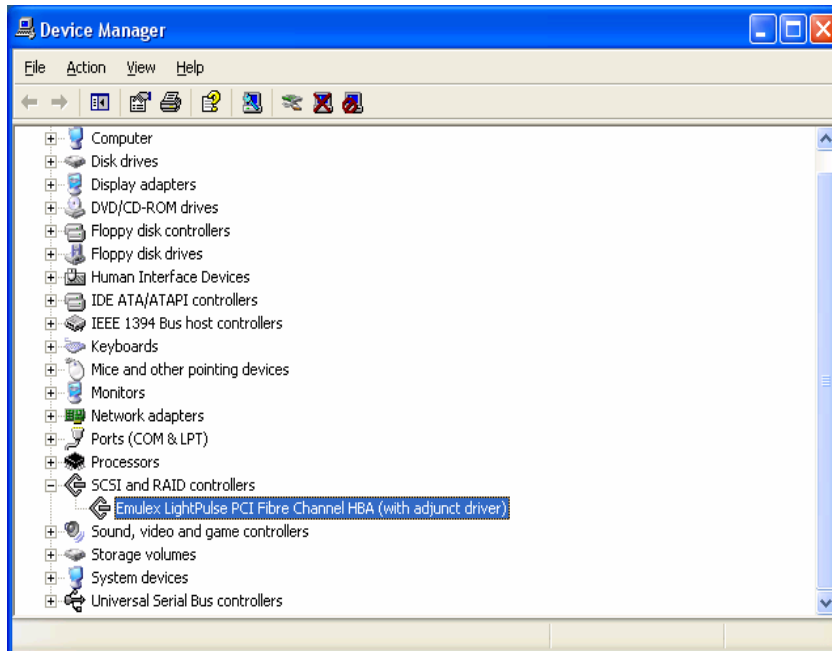 Device Manager
File Action View Help
Computer
Disk drives
Display adapters
DVD/CD-ROM drives
Floppy disk controllers
Floppy disk drives
Human Interface Devices
IDE ATA/ATAPI controllers
IEEE 1394 Bus host controllers
Keyboards
Mice and other pointing devices
Monitors
Network adapters
Ports (COM & LPT)
Processors
SCSI and RAID controllers
Emulex LightPulse PCI Fibre Channel HBA (with adjunct driver)
Sound, video and game controllers
Storage volumes
System devices
Universal Serial Bus controllers